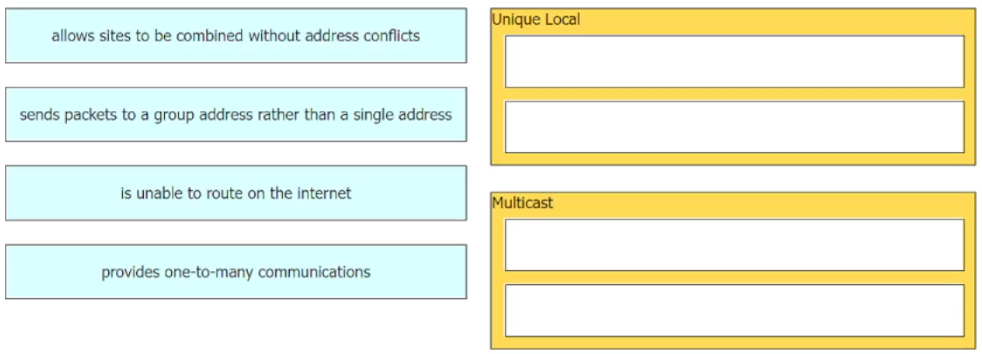 allows sites to be combined without address conflicts
sends packets to a group address rather than a single address
is unable to route on the internet
provides one-to-many communications
Unique Local
Multicast